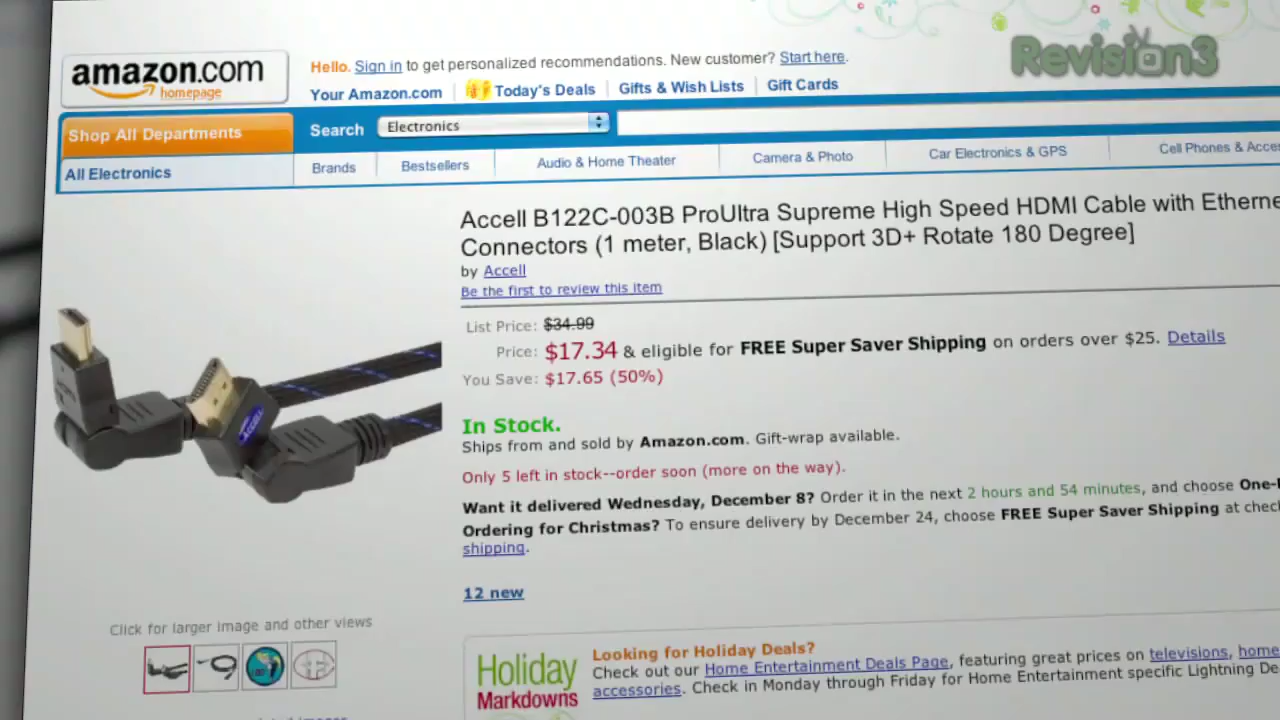 Revision3
amazon.com
homepage
Hello. Sign in to get personalized recommendations. New customer? Start here.
Your Amazon.com Today's Deals Gifts & Wish Lists Gift Cards
Shop All Departments Search Electronics
All Electronics Brands Bestsellers Audio & Home Theater Camera & Photo Car Electronics & GPS Cell Phones &
Accell B122C-003B ProUltra Supreme High Speed HDMI Cable with
Connectors (1 meter, Black) [Support 3D+ Rotate 180 Degree]
by Accell
Be the first to review this item
List Price: $34.99
Price: $17.34 & eligible for FREE Super Saver Shipping on orders over $25. Details
You Save: $17.65 (50%)
In Stock.
Ships from and sold by Amazon.com. Gift-wrap available.
Only 5 left in stock--order soon (more on the way).
Want it delivered Wednesday, December 8? Order it in the next 2 hours and 54 minutes, and choose
Ordering for Christmas? To ensure delivery by December 24, choose FREE Super Saver Shipping at
shipping.
12 new
Click for larger image and other views
ACCELL
Holiday
Markdowns
Looking for Holiday Deals?
Check out our Home Entertainment Deals Page, featuring great prices on televisions, home
accessories. Check in Monday through Friday for Home Entertainment specific Lightning